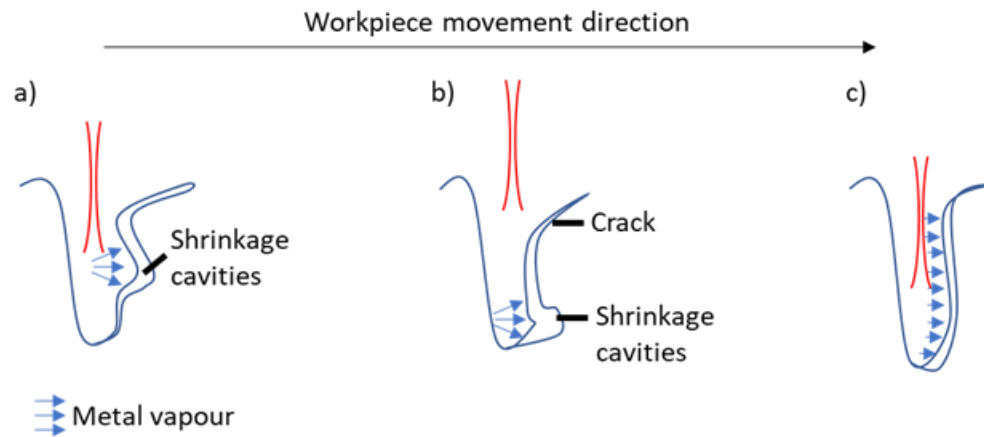 Workpiece movement direction
a)
b)
c)
Shrinkage
cavities
Crack
Shrinkage
cavities
Metal vapour